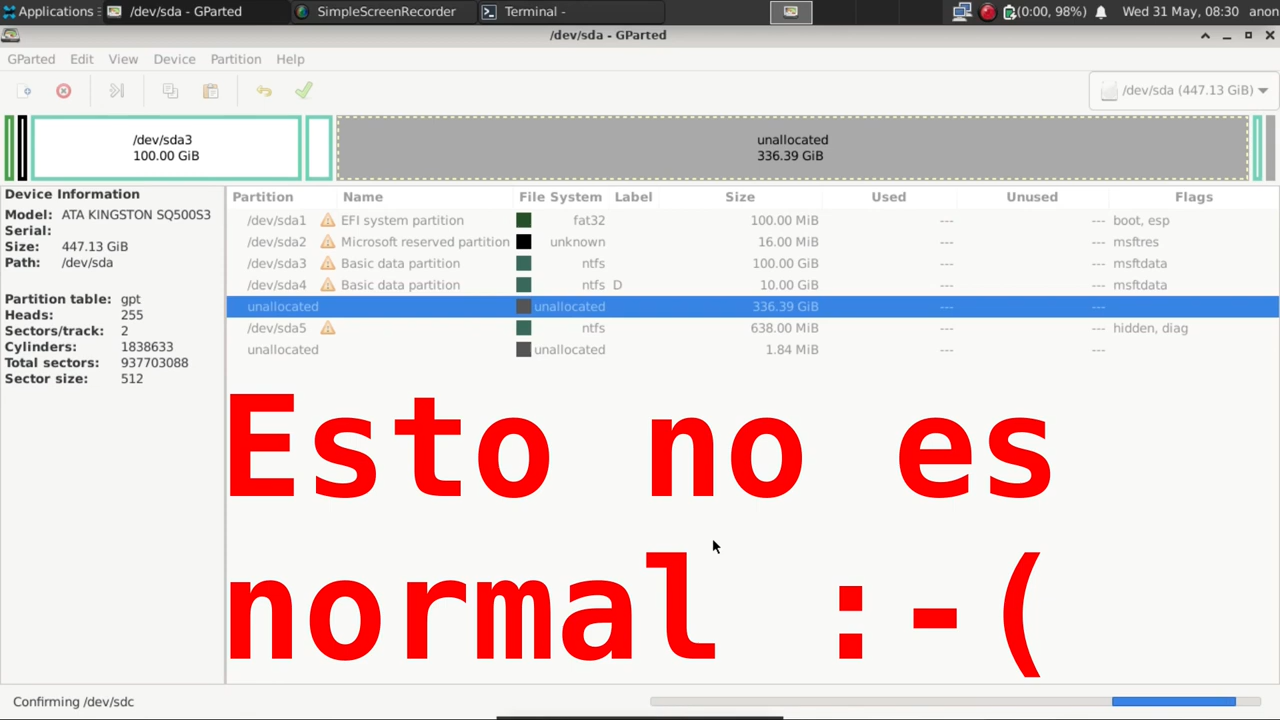 Applications
/dev/sda - GParted
SimpleScreenRecorder
Terminal -
(0:00, 98%)
Wed 31 May, 08:30
anon
/dev/sda - GParted
GParted Edit View Device Partition Help
/dev/sda (447.13 GiB)
/dev/sda3
100.00 GiB
unallocated
336.39 GiB
Device Information
Model: ATA KINGSTON SQ500S3
Serial:
Size: 447.13 GiB
Path: /dev/sda
Partition table: gpt
Heads: 255
Sectors/track: 2
Cylinders: 1838633
Total sectors: 937703088
Sector size: 512
Partition Name File System Label Size Used Unused Flags
/dev/sda1 EFI system partition fat32 100.00 MiB --- --- boot, esp
/dev/sda2 Microsoft reserved partition unknown 16.00 MiB --- --- msftres
/dev/sda3 Basic data partition ntfs 100.00 GiB --- --- msftdata
/dev/sda4 Basic data partition ntfs D 10.00 GiB --- --- msftdata
unallocated unallocated 336.39 GiB --- ---
/dev/sda5 ntfs 638.00 MiB --- --- hidden, diag
unallocated unallocated 1.84 MiB --- ---
Esto no es
normal :-(
Confirming /dev/sdc